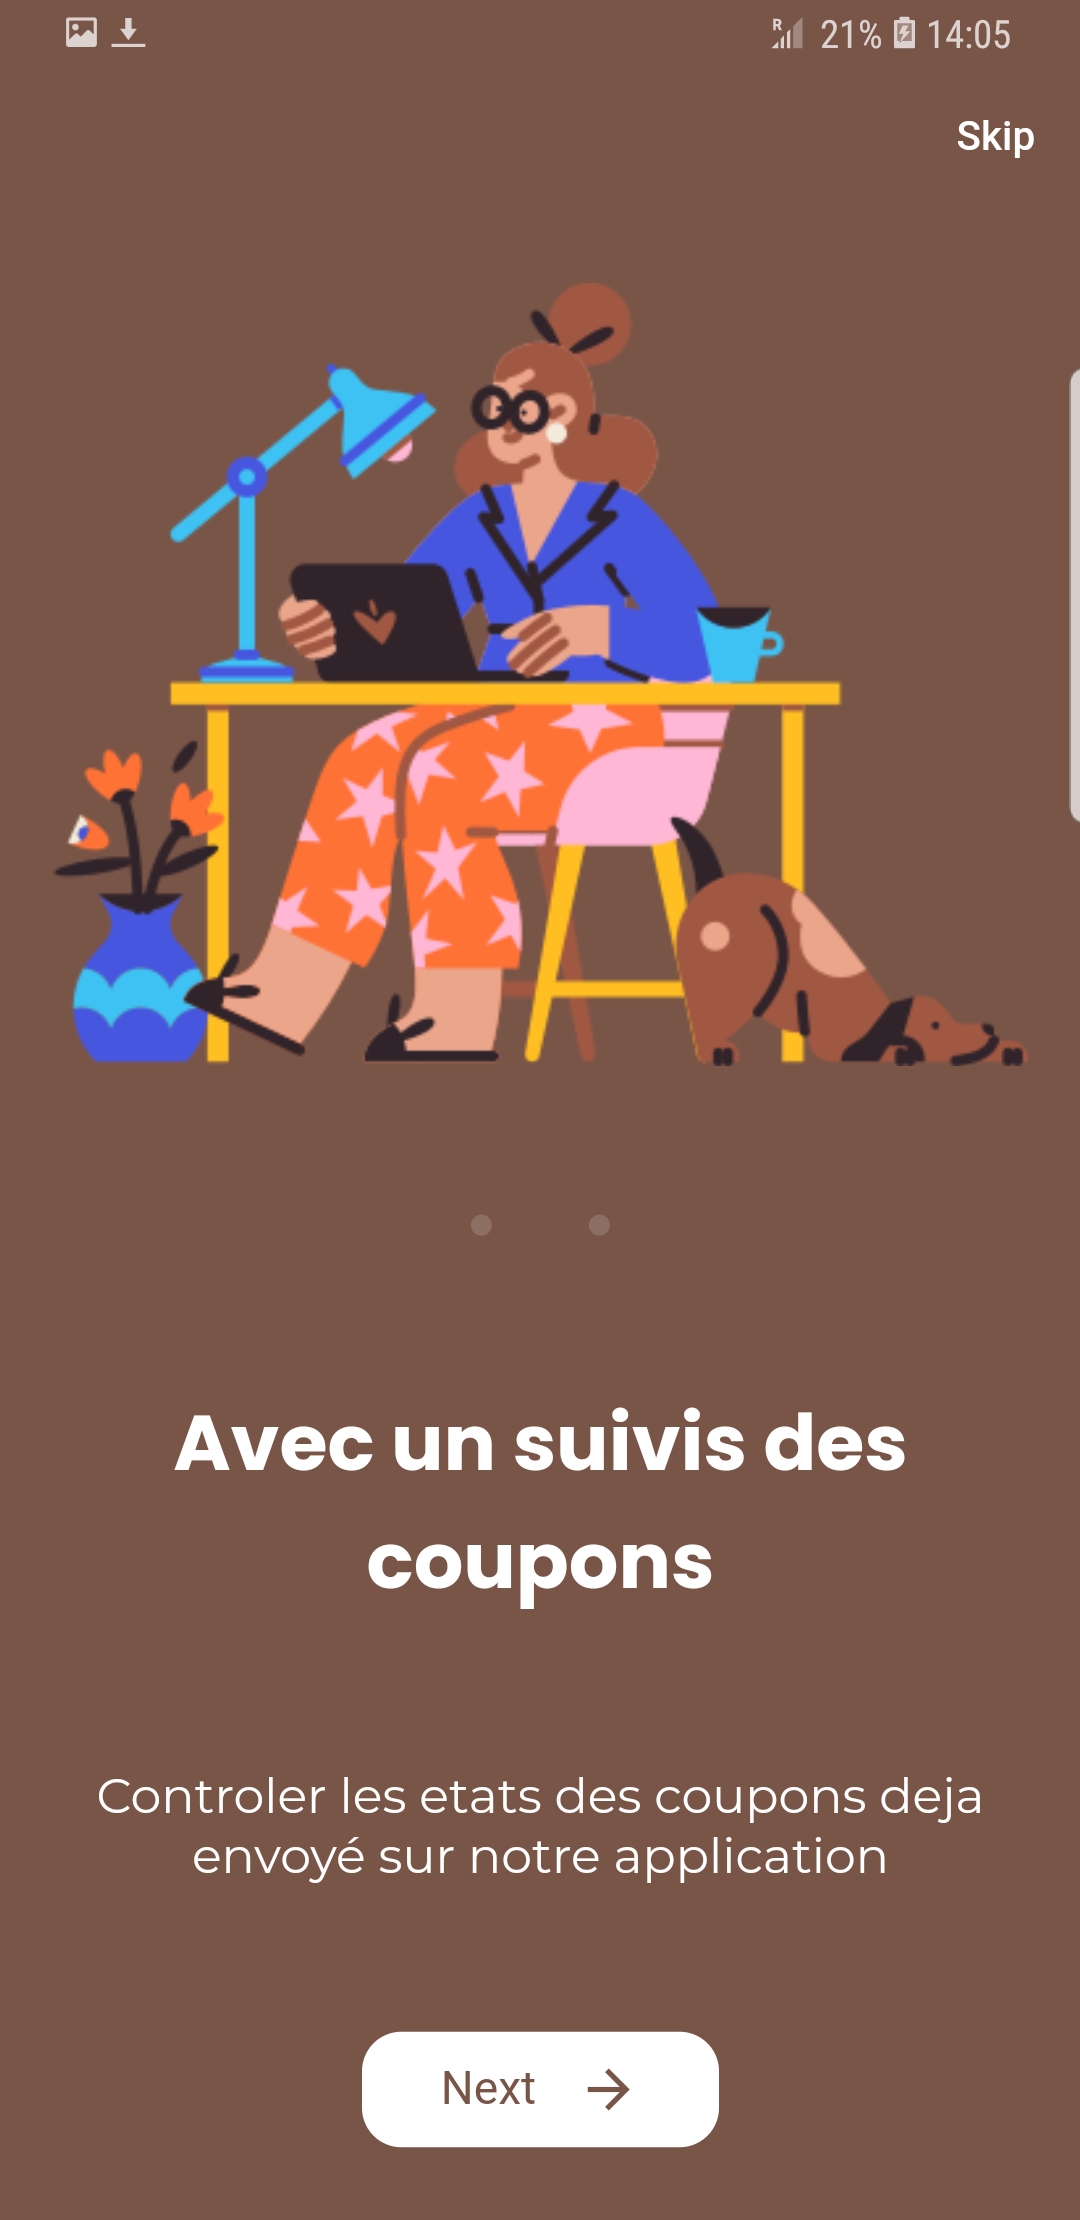 R 21% 14:05
Skip
Avec un suivis des
coupons
Controler les etats des coupons deja
envoyé sur notre application
Next